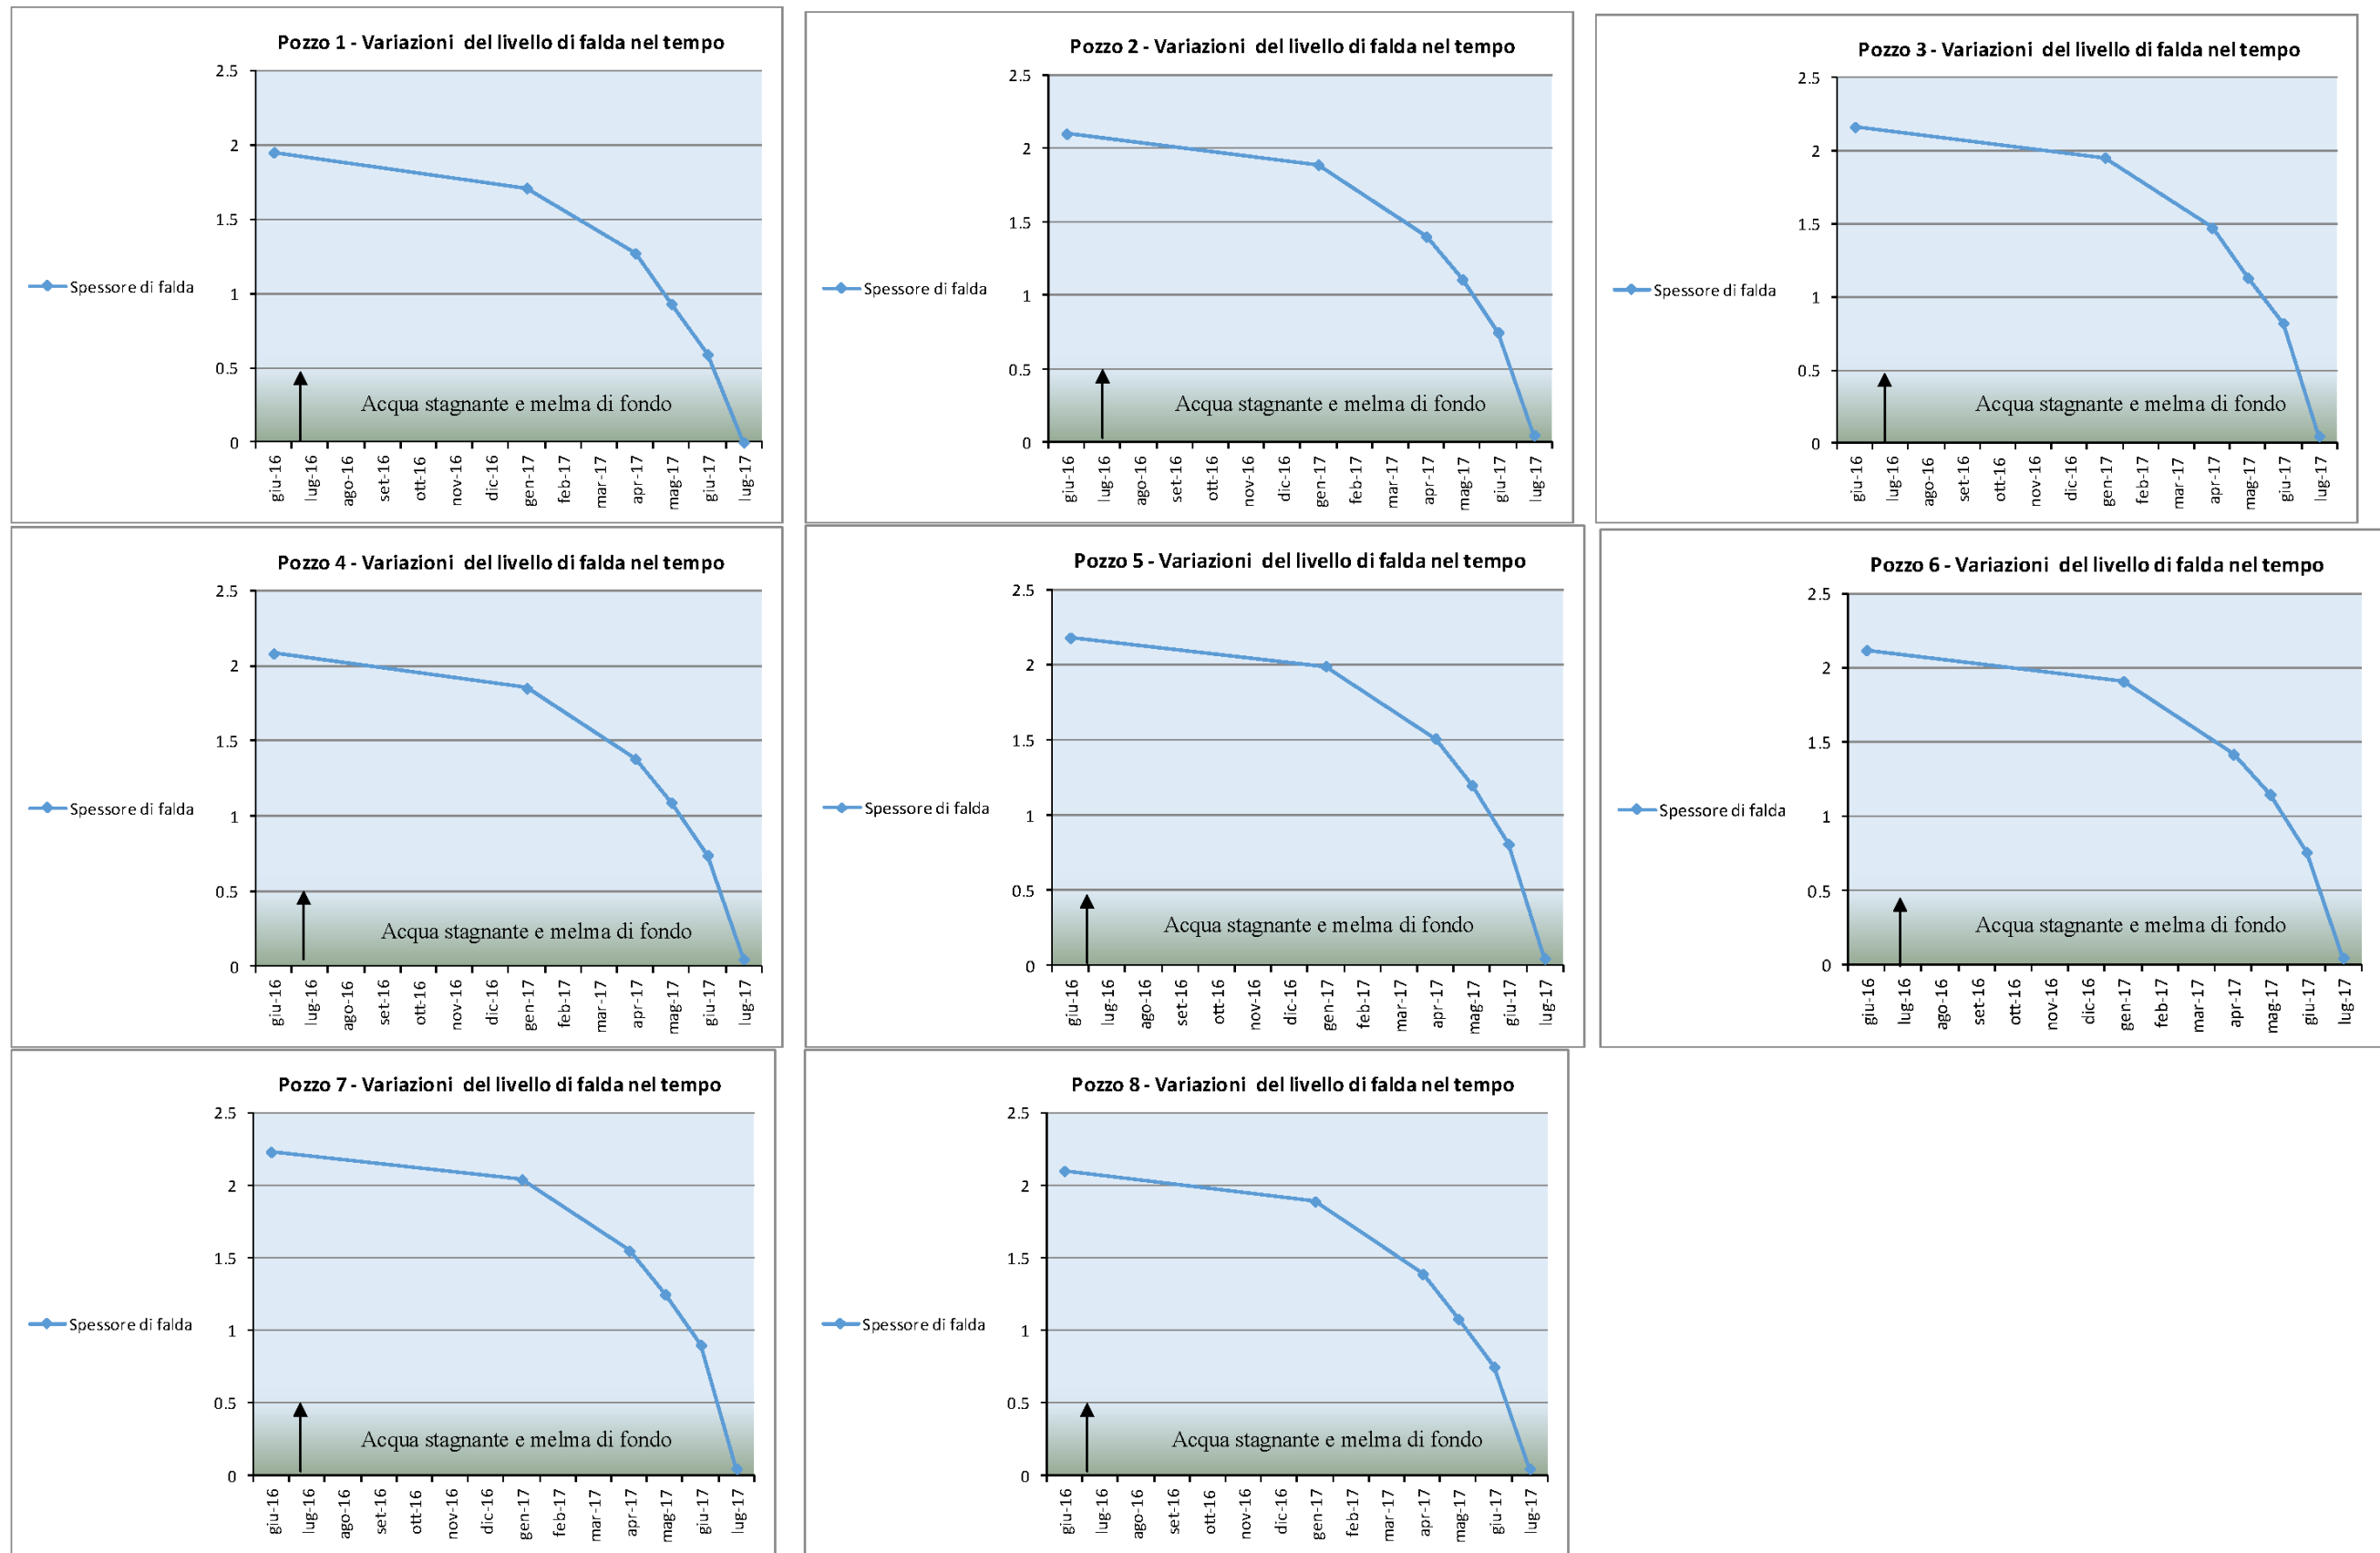 Pozzo 1 - Variazioni del livello di falda nel tempo
2.5
2
1.5
1
0.5
0
Spessore di falda
Acqua stagnante e melma di fondo
giu-16
lug-16
ago-16
set-16
ott-16
nov-16
dic-16
gen-17
feb-17
mar-17
apr-17
mag-17
giu-17
lug-17
Pozzo 2 - Variazioni del livello di falda nel tempo
2.5
2
1.5
1
0.5
0
Spessore di falda
Acqua stagnante e melma di fondo
giu-16
lug-16
ago-16
set-16
ott-16
nov-16
dic-16
gen-17
feb-17
mar-17
apr-17
mag-17
giu-17
lug-17
Pozzo 3 - Variazioni del livello di falda nel tempo
2.5
2
1.5
1
0.5
0
Spessore di falda
Acqua stagnante e melma di fondo
giu-16
lug-16
ago-16
set-16
ott-16
nov-16
dic-16
gen-17
feb-17
mar-17
apr-17
mag-17
giu-17
lug-17
Pozzo 4 - Variazioni del livello di falda nel tempo
2.5
2
1.5
1
0.5
0
Spessore di falda
Acqua stagnante e melma di fondo
giu-16
lug-16
ago-16
set-16
ott-16
nov-16
dic-16
gen-17
feb-17
mar-17
apr-17
mag-17
giu-17
lug-17
Pozzo 5 - Variazioni del livello di falda nel tempo
2.5
2
1.5
1
0.5
0
Spessore di falda
Acqua stagnante e melma di fondo
giu-16
lug-16
ago-16
set-16
ott-16
nov-16
dic-16
gen-17
feb-17
mar-17
apr-17
mag-17
giu-17
lug-17
Pozzo 6 - Variazioni del livello di falda nel tempo
2.5
2
1.5
1
0.5
0
Spessore di falda
Acqua stagnante e melma di fondo
giu-16
lug-16
ago-16
set-16
ott-16
nov-16
dic-16
gen-17
feb-17
mar-17
apr-17
mag-17
giu-17
lug-17
Pozzo 7 - Variazioni del livello di falda nel tempo
2.5
2
1.5
1
0.5
0
Spessore di falda
Acqua stagnante e melma di fondo
giu-16
lug-16
ago-16
set-16
ott-16
nov-16
dic-16
gen-17
feb-17
mar-17
apr-17
mag-17
giu-17
lug-17
Pozzo 8 - Variazioni del livello di falda nel tempo
2.5
2
1.5
1
0.5
0
Spessore di falda
Acqua stagnante e melma di fondo
giu-16
lug-16
ago-16
set-16
ott-16
nov-16
dic-16
gen-17
feb-17
mar-17
apr-17
mag-17
giu-17
lug-17